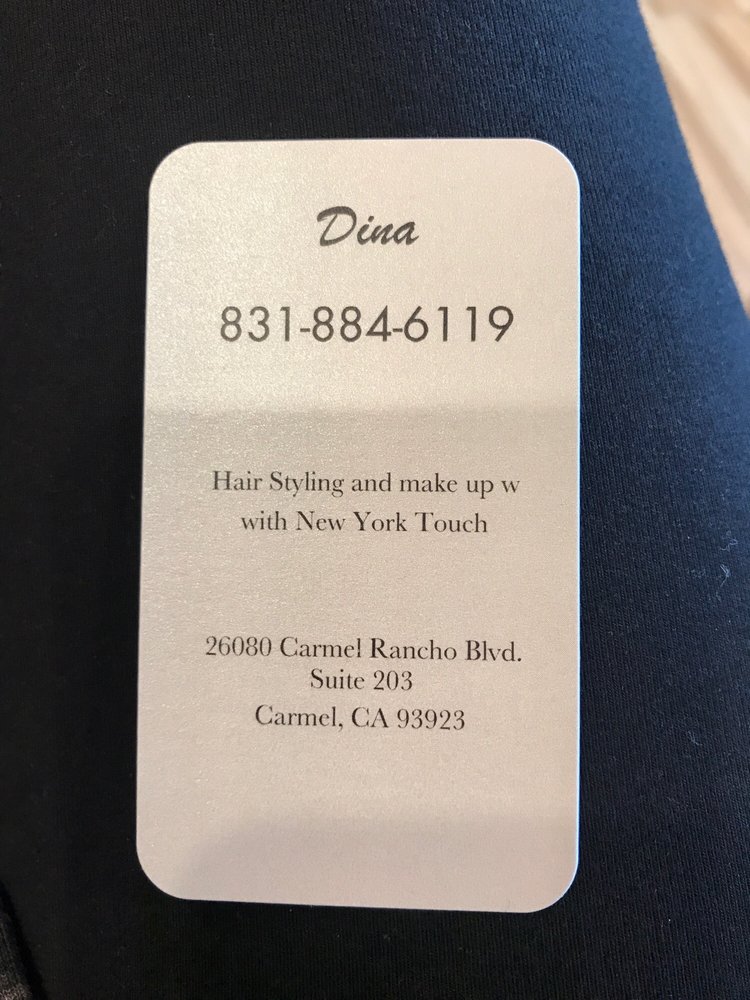 Dina
831-884-6119
Hair Styling and make up w
with New York Touch
26080 Carmel Rancho Blvd.
Suite 203
Carmel, CA 93923